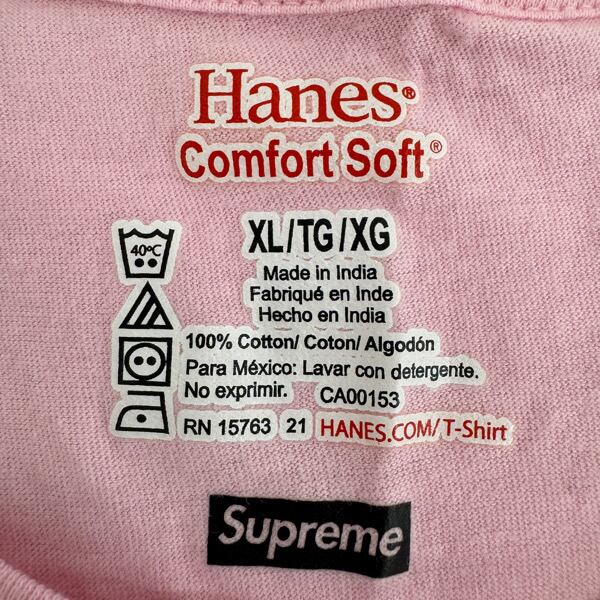 Hanes®
Comfort Soft®
40ºC
XL/TG/XG
Made in India
Fabriqué en Inde
Hecho en India
100% Cotton/ Coton/ Algodón
Para México: Lavar con detergente.
No exprimir. CA00153
RN 15763 21 HANES.COM/T-Shirt
Supreme